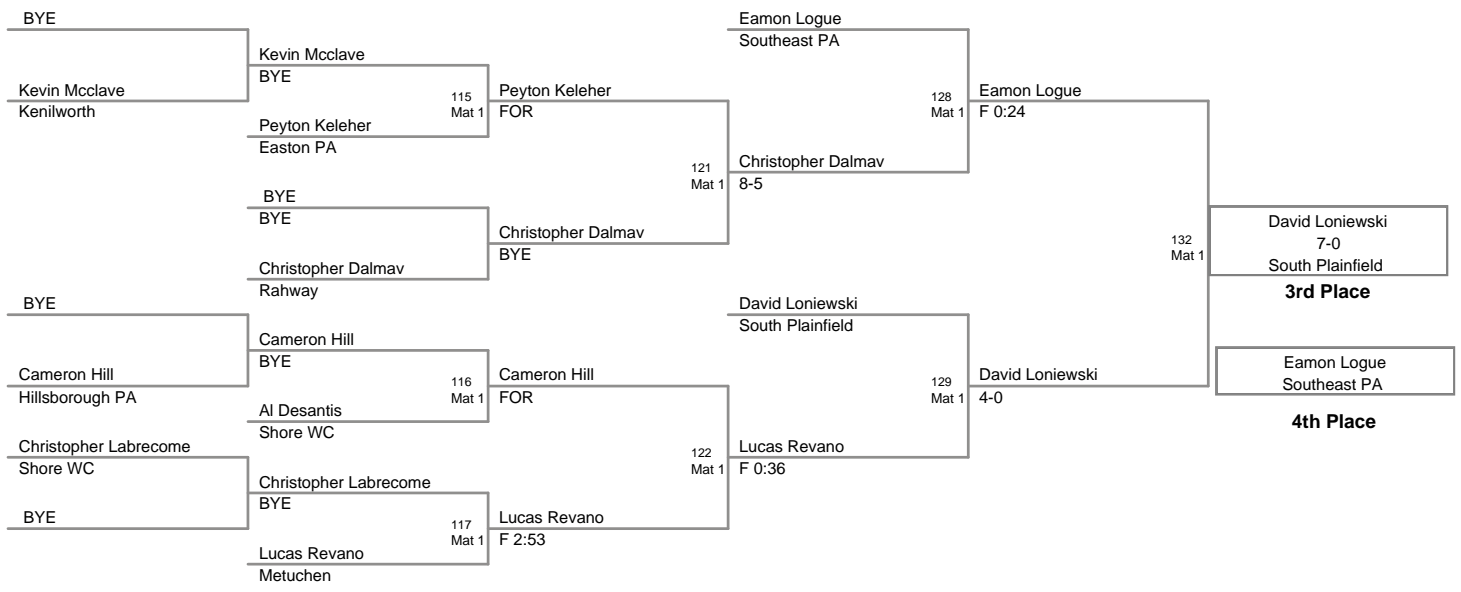 BYE
Kevin Mcclave
Kenilworth
Kevin Mcclave
BYE
Peyton Keleher
Easton PA
115
Mat 1
Peyton Keleher
FOR
BYE
BYE
Christopher Dalmav
Rahway
Christopher Dalmav
BYE
121
Mat 1
Eamon Logue
Southeast PA
Christopher Dalmav
8-5
128
Mat 1
Eamon Logue
F 0:24
BYE
Cameron Hill
Hillsborough PA
Cameron Hill
BYE
Al Desantis
Shore WC
116
Mat 1
Cameron Hill
FOR
Christopher Labrecome
Shore WC
BYE
Christopher Labrecome
BYE
Lucas Revano
Metuchen
117
Mat 1
Lucas Revano
F 2:53
122
Mat 1
David Loniewski
South Plainfield
Lucas Revano
F 0:36
129
Mat 1
David Loniewski
4-0
132
Mat 1
David Loniewski
7-0
South Plainfield
3rd Place
Eamon Logue
Southeast PA
4th Place